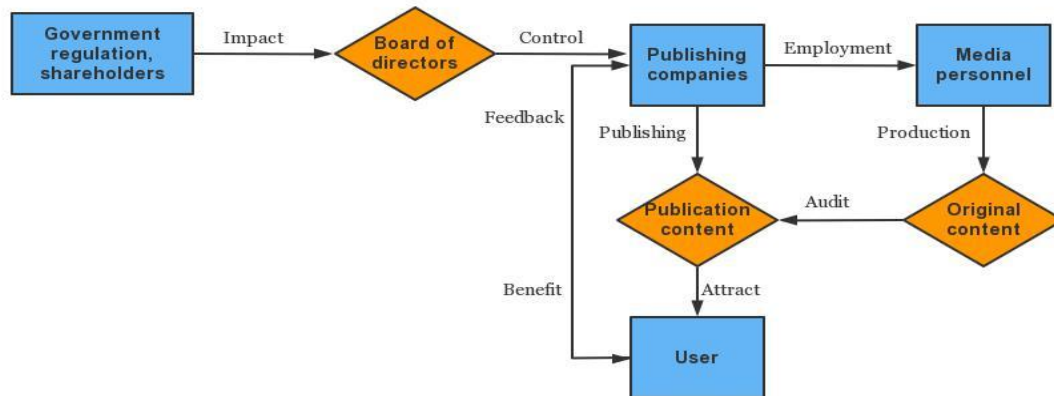 Government
regulation,
shareholders
Impact
Board of
directors
Control
Publishing
companies
Employment
Media
personnel
Feedback
Publishing
Production
Publication
content
Audit
Original
content
Benefit
Attract
User